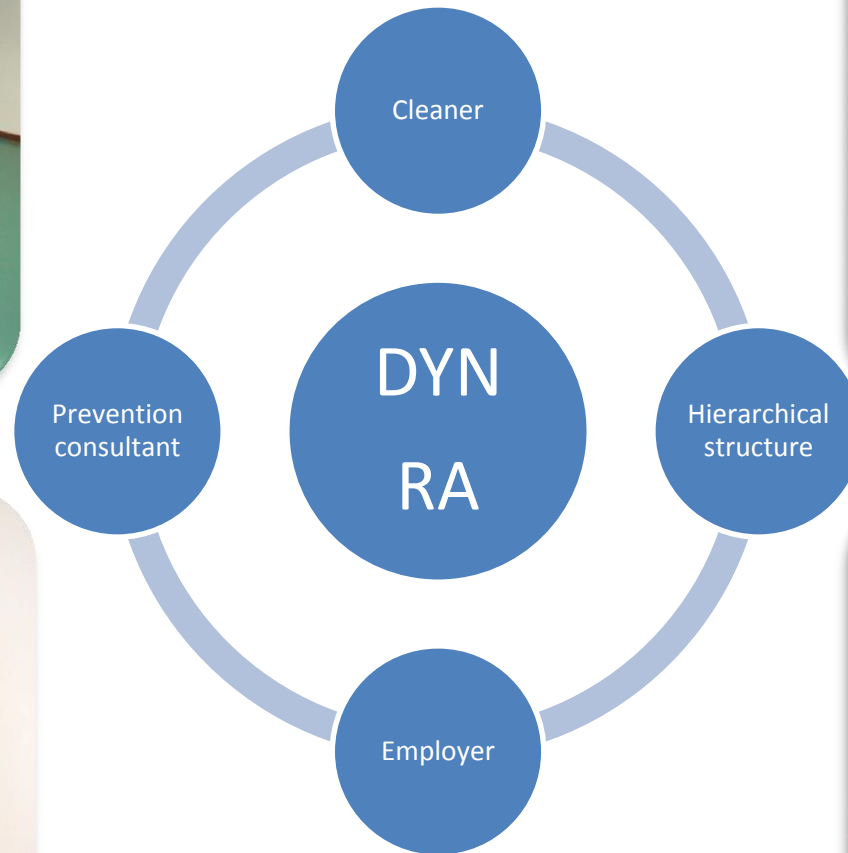 Cleaner
DYN
RA
Prevention
consultant
Hierarchical
structure
Employer